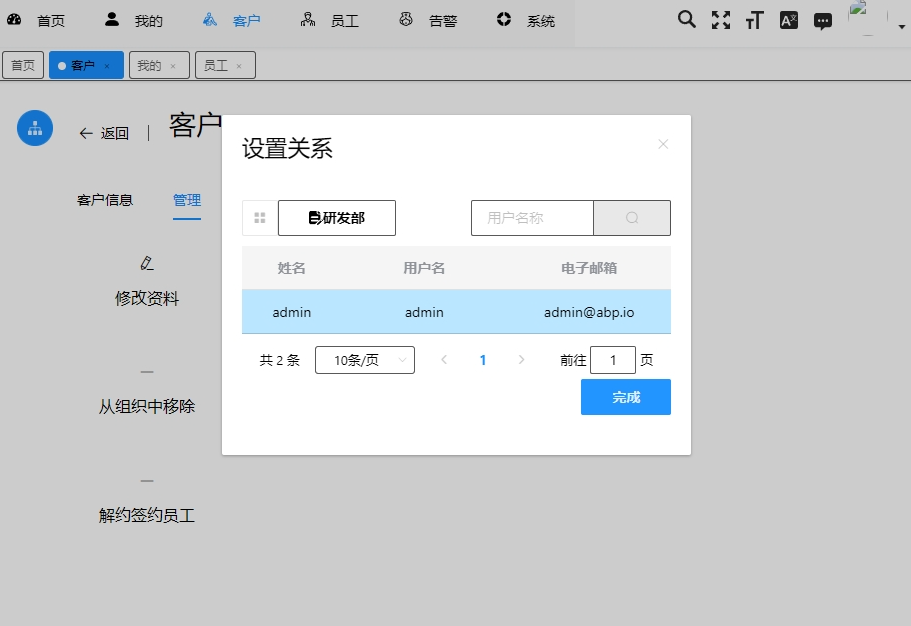 首页 我的 客户 员工 告警 系统
首页 客户 × 我的 × 员工 ×
返回 | 客户
客户信息 管理
修改资料
从组织中移除
解约签约员工
设置关系
研发部 用户名称
姓名 用户名 电子邮箱
admin admin admin@abp.io
共 2 条 10条/页 1 前往 1 页
完成